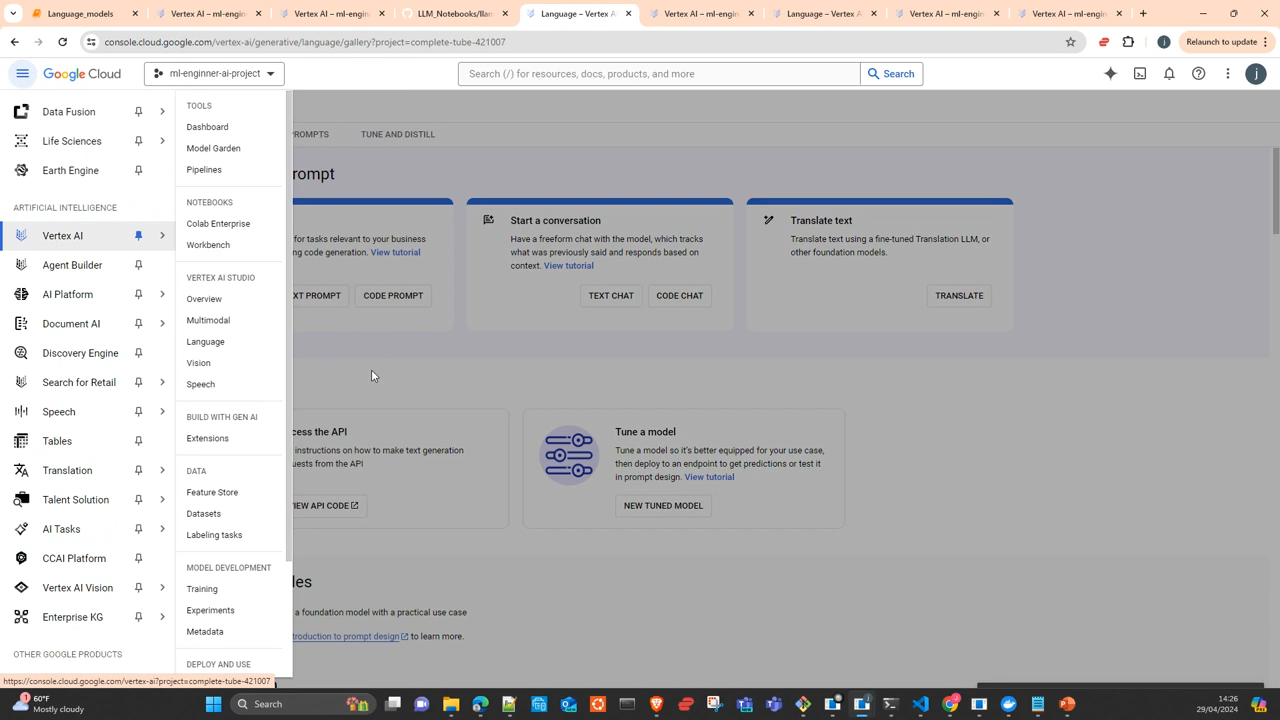 Language_models
Vertex AI – ml-engine
Vertex AI – ml-engine
LLM_Notebooks/llam
Language – Vertex A
Vertex AI – ml-engine
Language – Vertex A
Vertex AI – ml-engine
Vertex AI – ml-engine
console.cloud.google.com/vertex-ai/generative/language/gallery?project=complete-tube-421007
j
Relaunch to update
Google Cloud
ml-enginner-ai-project
Search (/) for resources, docs, products, and more
Search
j
Data Fusion
Life Sciences
Earth Engine
ARTIFICIAL INTELLIGENCE
Vertex AI
Agent Builder
AI Platform
Document AI
Discovery Engine
Search for Retail
Speech
Tables
Translation
Talent Solution
AI Tasks
CCAI Platform
Vertex AI Vision
Enterprise KG
OTHER GOOGLE PRODUCTS
TOOLS
Dashboard
Model Garden
Pipelines
NOTEBOOKS
Colab Enterprise
Workbench
VERTEX AI STUDIO
Overview
Multimodal
Language
Vision
Speech
BUILD WITH GEN AI
Extensions
DATA
Feature Store
Datasets
Labeling tasks
MODEL DEVELOPMENT
Training
Experiments
Metadata
DEPLOY AND USE
ROMPTS
TUNE AND DISTILL
rompt
for tasks relevant to your business
ng code generation. View tutorial
XT PROMPT
CODE PROMPT
Start a conversation
Have a freeform chat with the model, which tracks
what was previously said and responds based on
context. View tutorial
TEXT CHAT
CODE CHAT
Translate text
Translate text using a fine-tuned Translation LLM, or
other foundation models.
TRANSLATE
cess the API
instructions on how to make text generation
uests from the API
IEW API CODE
Tune a model
Tune a model so it's better equipped for your use case,
then deploy to an endpoint to get predictions or test it
in prompt design. View tutorial
NEW TUNED MODEL
les
a foundation model with a practical use case
troduction to prompt design to learn more.
https://console.cloud.google.com/vertex-ai?project=complete-tube-421007
1
60°F
Mostly cloudy
Search
14:26
29/04/2024